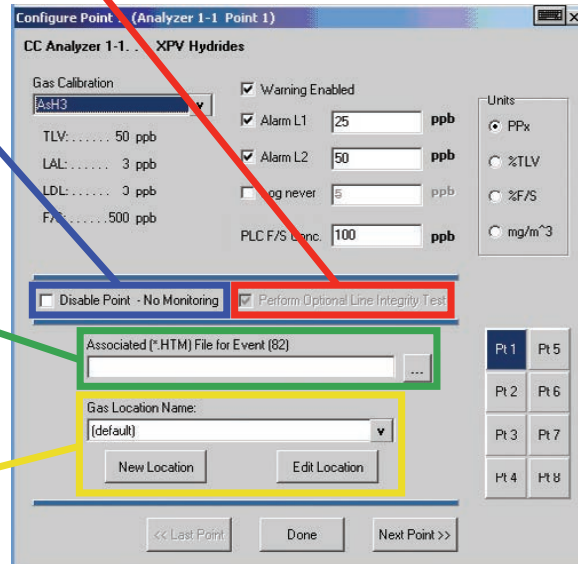 Configure Point 1 (Analyzer 1-1 Point 1)
CC Analyzer 1-1. . . XPV Hydrides
Gas Calibration
AsH3
TLV:. . . . . . 50 ppb
LAL:. . . . . . 3 ppb
LDL:. . . . . . 3 ppb
F/S:. . . . . .500 ppb
Warning Enabled
Alarm L1 25 ppb
Alarm L2 50 ppb
Log never 5 ppb
PLC F/S Conc. 100 ppb
Units
PPx
%TLV
%F/S
mg/m^3
Disable Point - No Monitoring
Perform Optional Line Integrity Test
Associated (*.HTM) File for Event (82)
...
Gas Location Name:
(default)
New Location Edit Location
Pt 1 Pt 5
Pt 2 Pt 6
Pt 3 Pt 7
Pt 4 Pt 8
<< Last Point Done Next Point >>